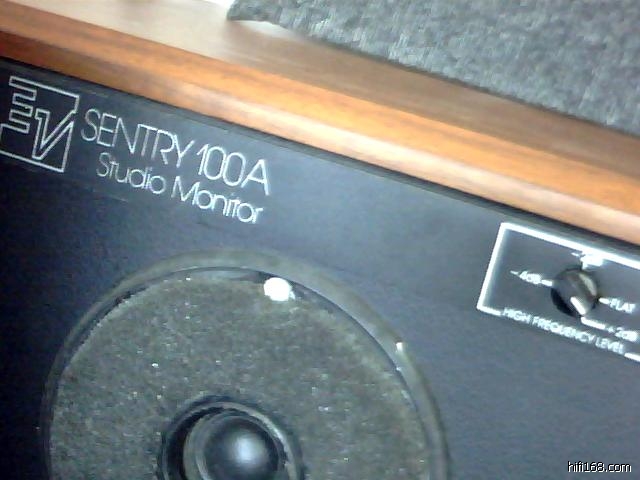 EV
SENTRY 100A
Studio Monitor
-4dB
FLAT
+2dB
HIGH FREQUENCY LEVEL
hifi168.com